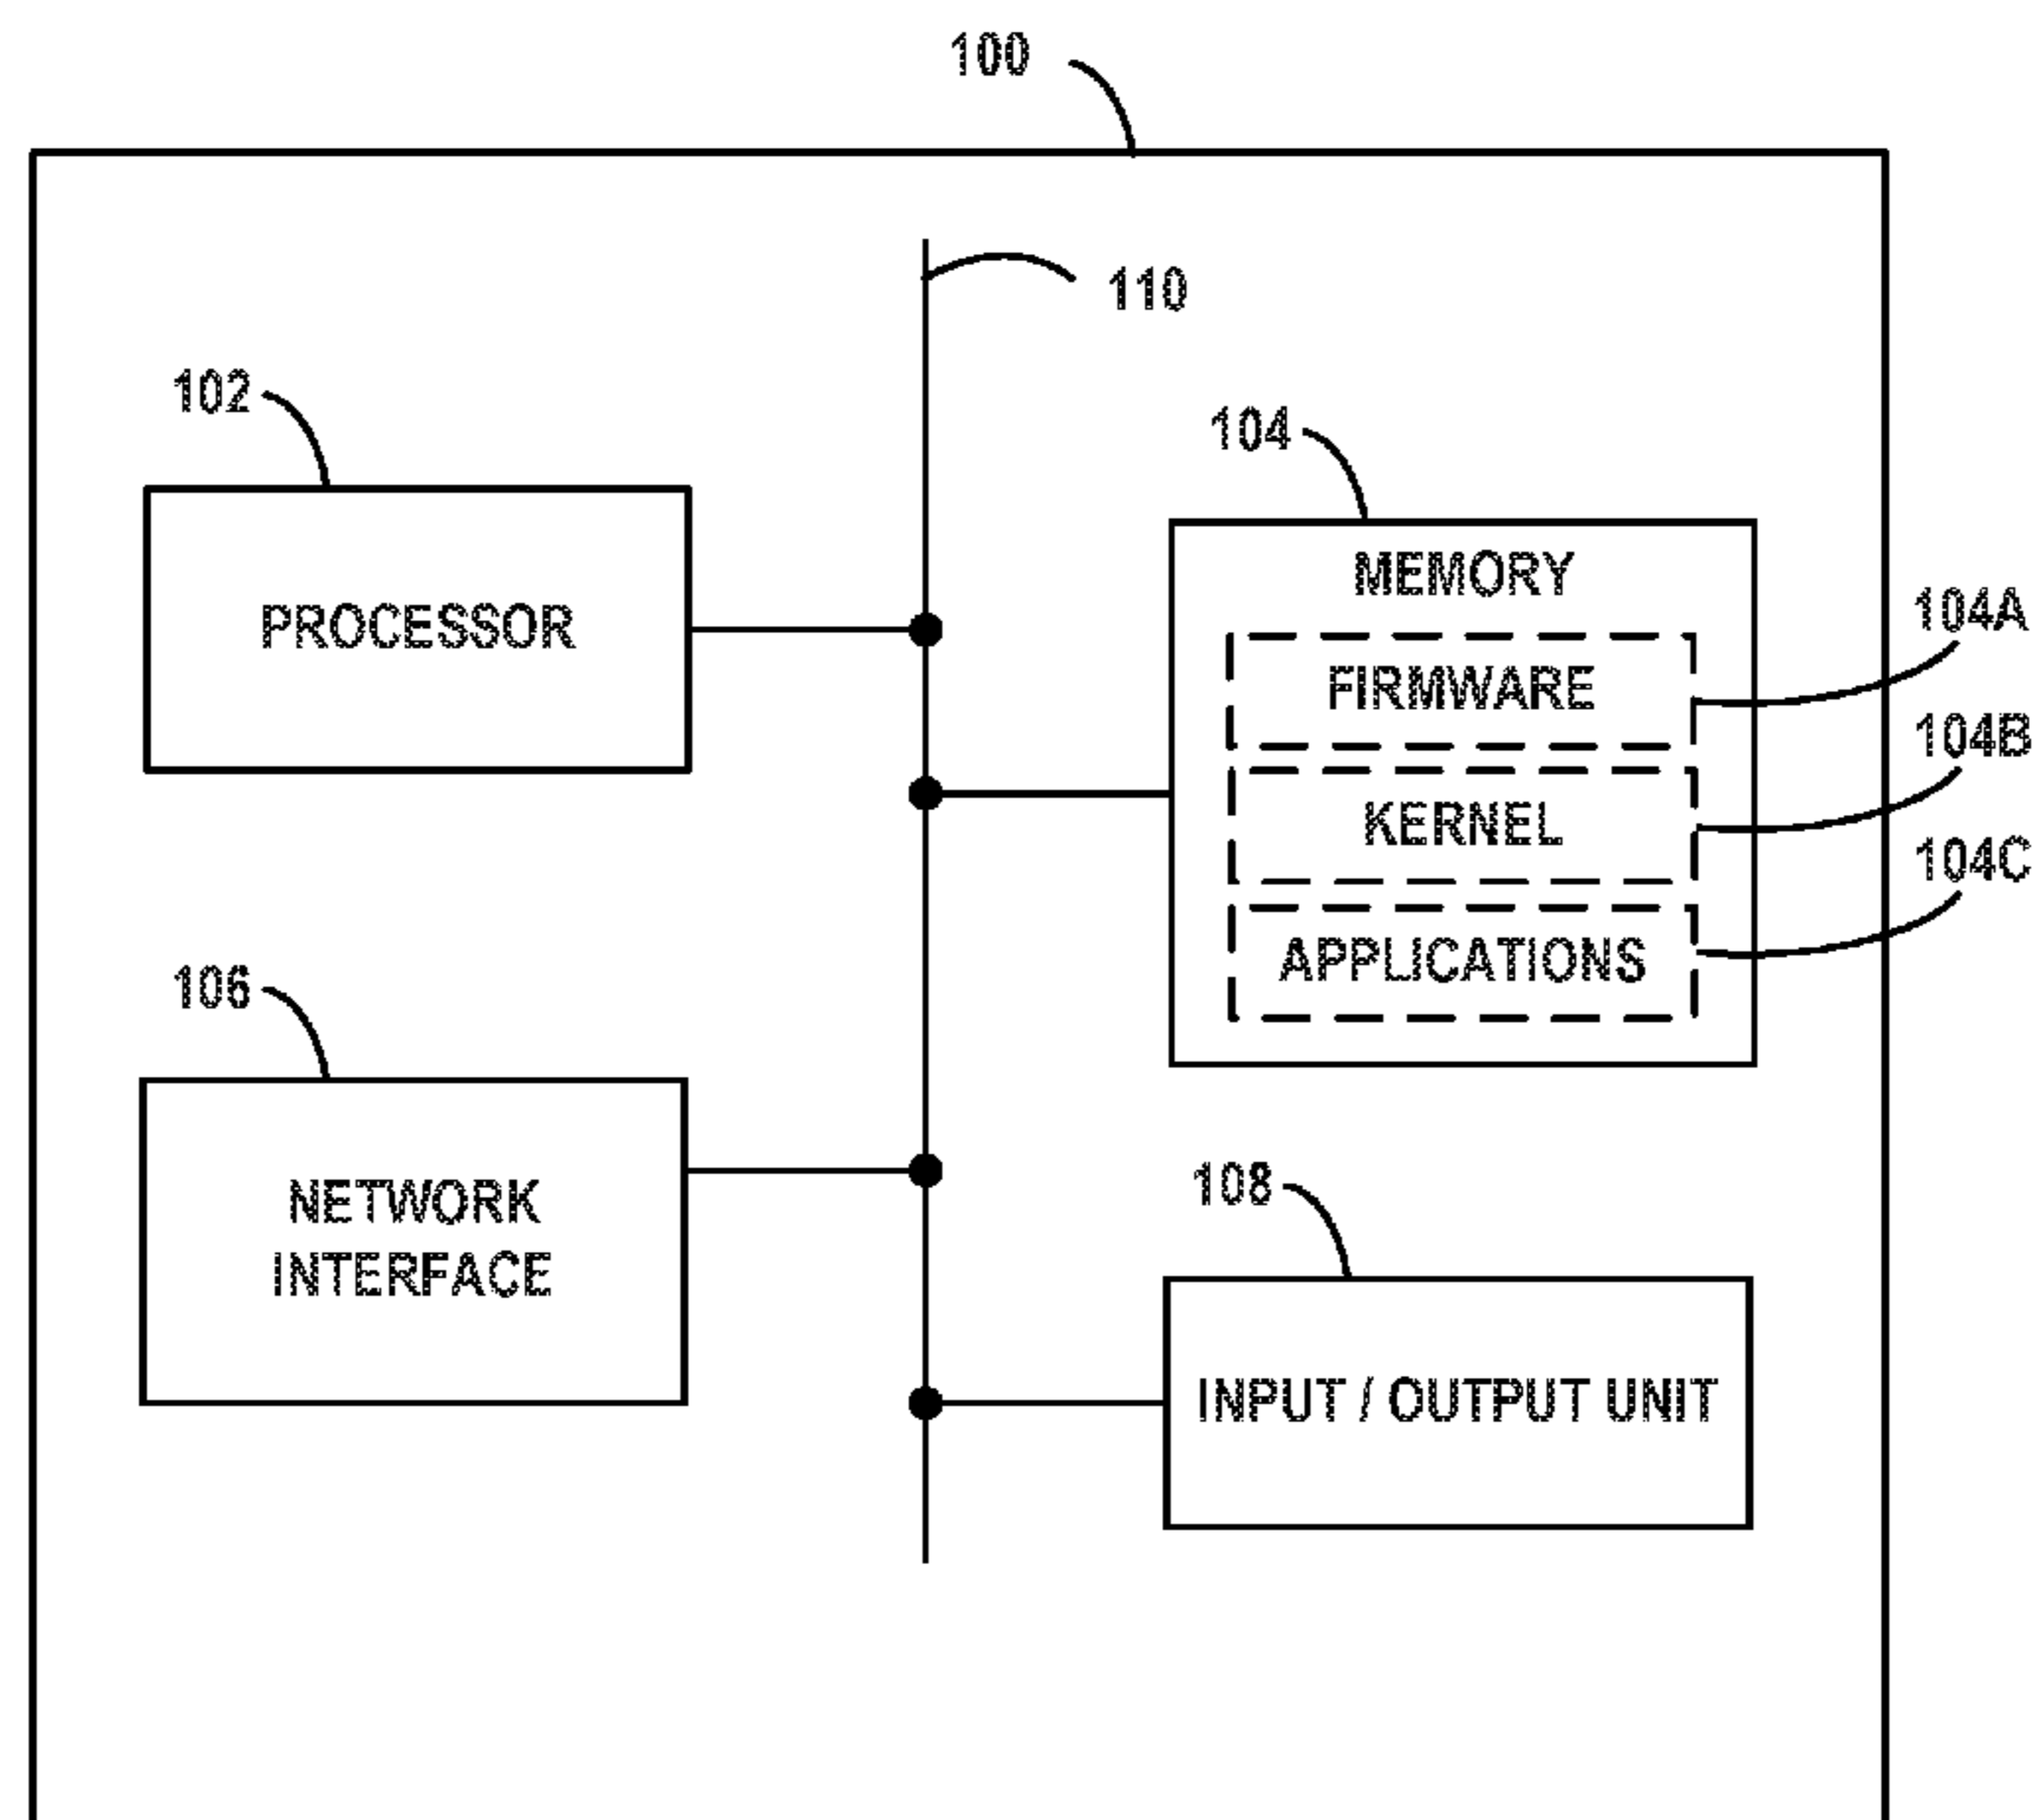 100
110
102
104
PROCESSOR
MEMORY
104A
FIRMWARE
104B
KERNEL
104C
APPLICATIONS
106
NETWORK
INTERFACE
108
INPUT / OUTPUT UNIT